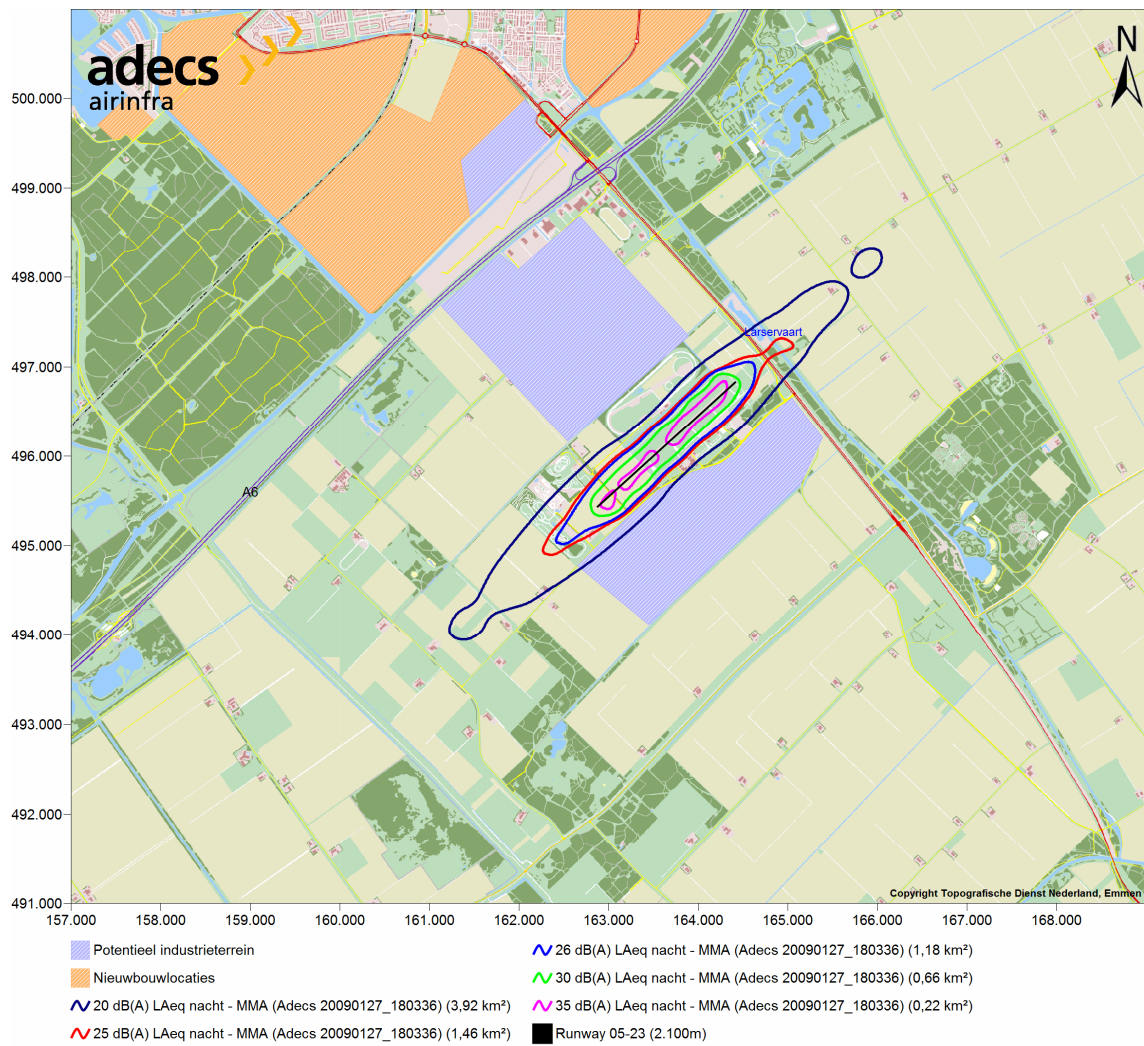 adecs
airinfra
N
500.000
499.000
498.000
497.000
496.000
495.000
494.000
493.000
492.000
491.000
Larservaart
A6
Copyright Topografische Dienst Nederland, Emmen
157.000 158.000 159.000 160.000 161.000 162.000 163.000 164.000 165.000 166.000 167.000 168.000
Potentieel industrieterrein
Nieuwbouwlocaties
20 dB(A) LAeq nacht - MMA (Adecs 20090127_180336) (3,92 km²)
25 dB(A) LAeq nacht - MMA (Adecs 20090127_180336) (1,46 km²)
26 dB(A) LAeq nacht - MMA (Adecs 20090127_180336) (1,18 km²)
30 dB(A) LAeq nacht - MMA (Adecs 20090127_180336) (0,66 km²)
35 dB(A) LAeq nacht - MMA (Adecs 20090127_180336) (0,22 km²)
Runway 05-23 (2.100m)